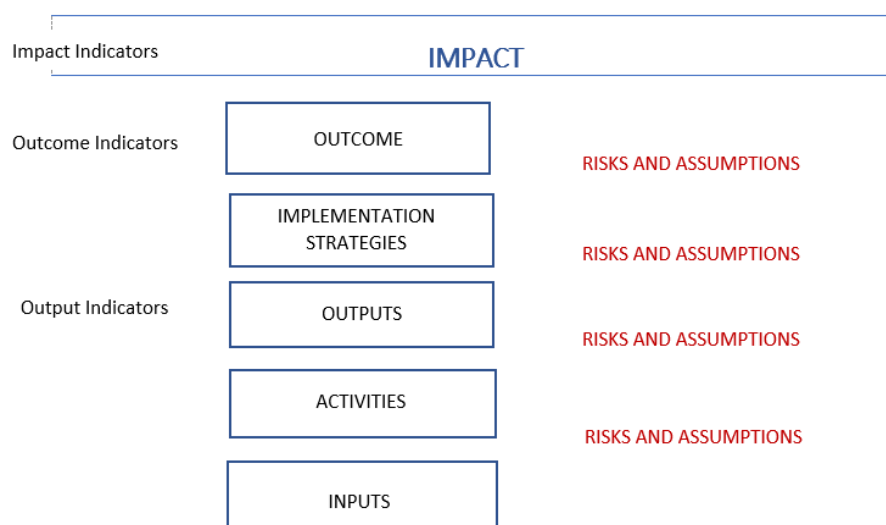 Impact Indicators
IMPACT
Outcome Indicators
OUTCOME
RISKS AND ASSUMPTIONS
IMPLEMENTATION
STRATEGIES
RISKS AND ASSUMPTIONS
Output Indicators
OUTPUTS
RISKS AND ASSUMPTIONS
ACTIVITIES
RISKS AND ASSUMPTIONS
INPUTS